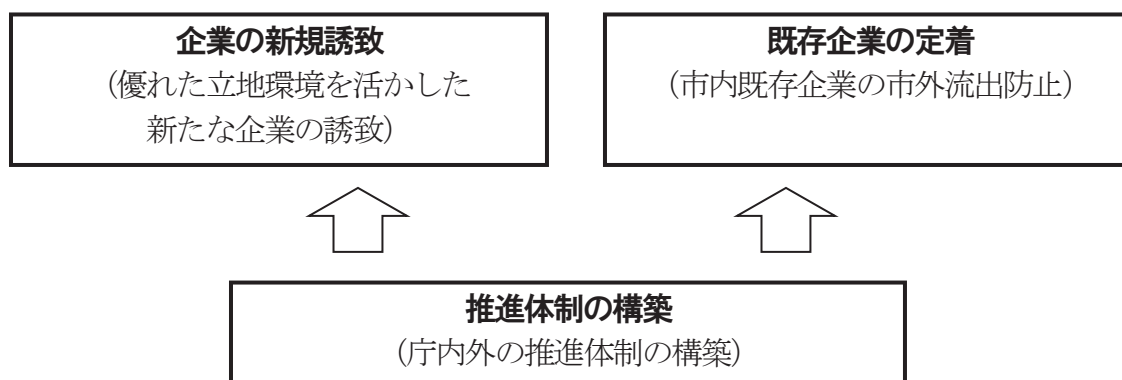 企業の新規誘致
（優れた立地環境を活かした
新たな企業の誘致）
既存企業の定着
（市内既存企業の市外流出防止）
推進体制の構築
（庁内外の推進体制の構築）